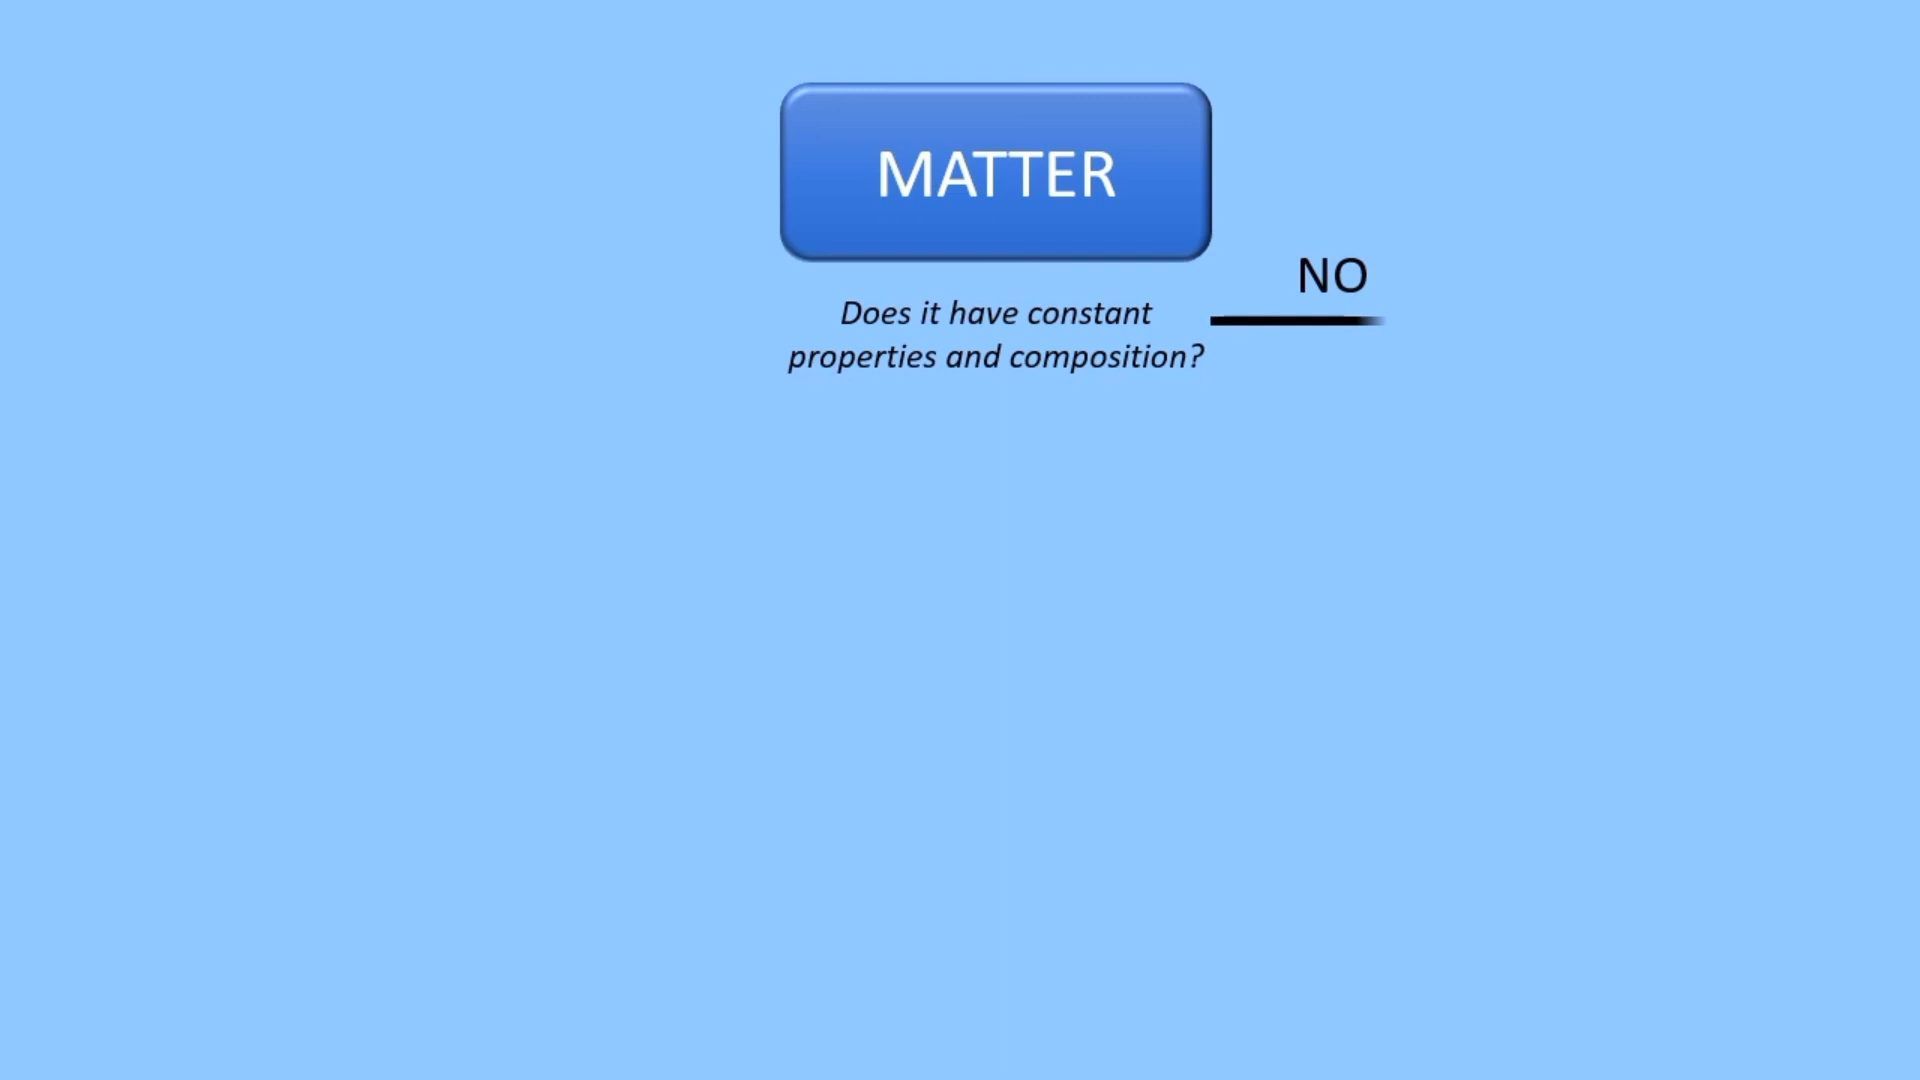 MATTER
NO
Does it have constant
properties and composition?